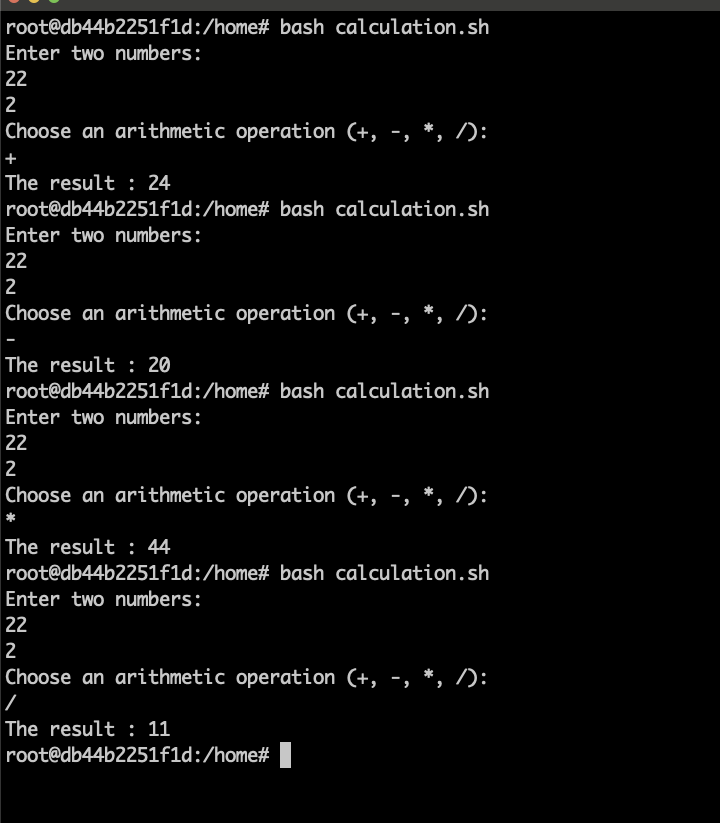 root@db44b2251f1d:/home# bash calculation.sh
Enter two numbers:
22
2
Choose an arithmetic operation (+, -, *, /):
+
The result : 24
root@db44b2251f1d:/home# bash calculation.sh
Enter two numbers:
22
2
Choose an arithmetic operation (+, -, *, /):
-
The result : 20
root@db44b2251f1d:/home# bash calculation.sh
Enter two numbers:
22
2
Choose an arithmetic operation (+, -, *, /):
*
The result : 44
root@db44b2251f1d:/home# bash calculation.sh
Enter two numbers:
22
2
Choose an arithmetic operation (+, -, *, /):
/
The result : 11
root@db44b2251f1d:/home#